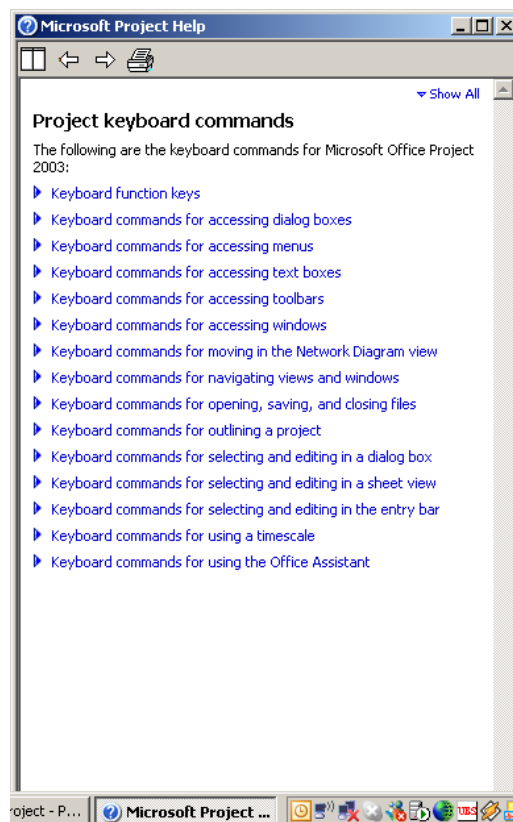 Microsoft Project Help
Show All
Project keyboard commands
The following are the keyboard commands for Microsoft Office Project
2003:
Keyboard function keys
Keyboard commands for accessing dialog boxes
Keyboard commands for accessing menus
Keyboard commands for accessing text boxes
Keyboard commands for accessing toolbars
Keyboard commands for accessing windows
Keyboard commands for moving in the Network Diagram view
Keyboard commands for navigating views and windows
Keyboard commands for opening, saving, and closing files
Keyboard commands for outlining a project
Keyboard commands for selecting and editing in a dialog box
Keyboard commands for selecting and editing in a sheet view
Keyboard commands for selecting and editing in the entry bar
Keyboard commands for using a timescale
Keyboard commands for using the Office Assistant
roject - P... Microsoft Project ... UBS